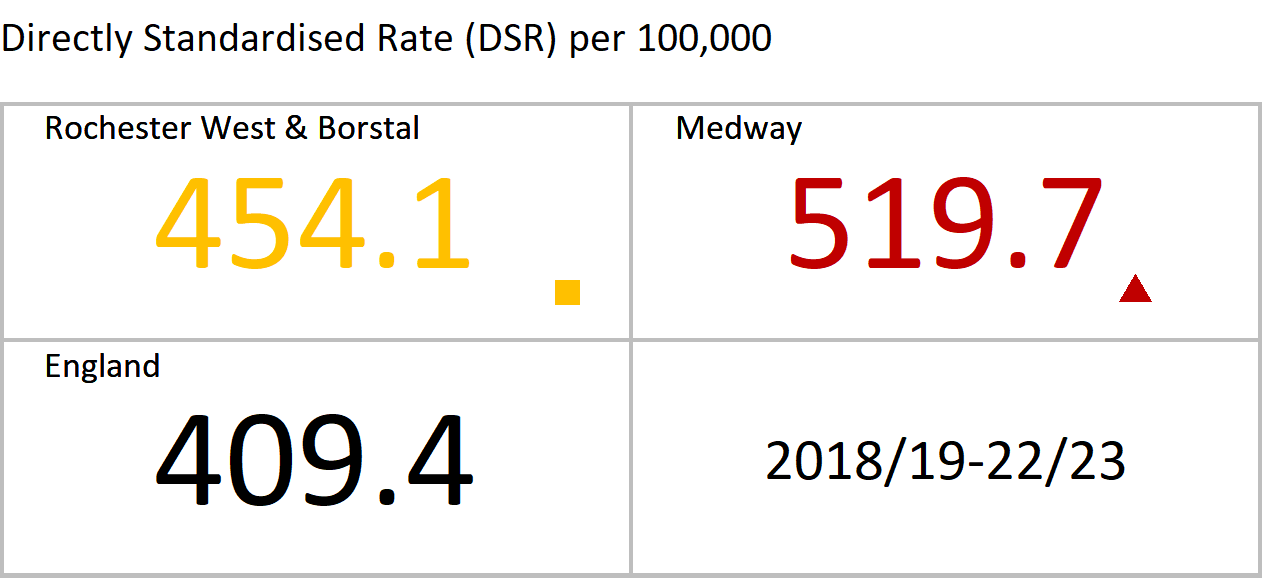 Directly Standardised Rate (DSR) per 100,000
Rochester West & Borstal
454.1
Medway
519.7
England
409.4
2018/19-22/23